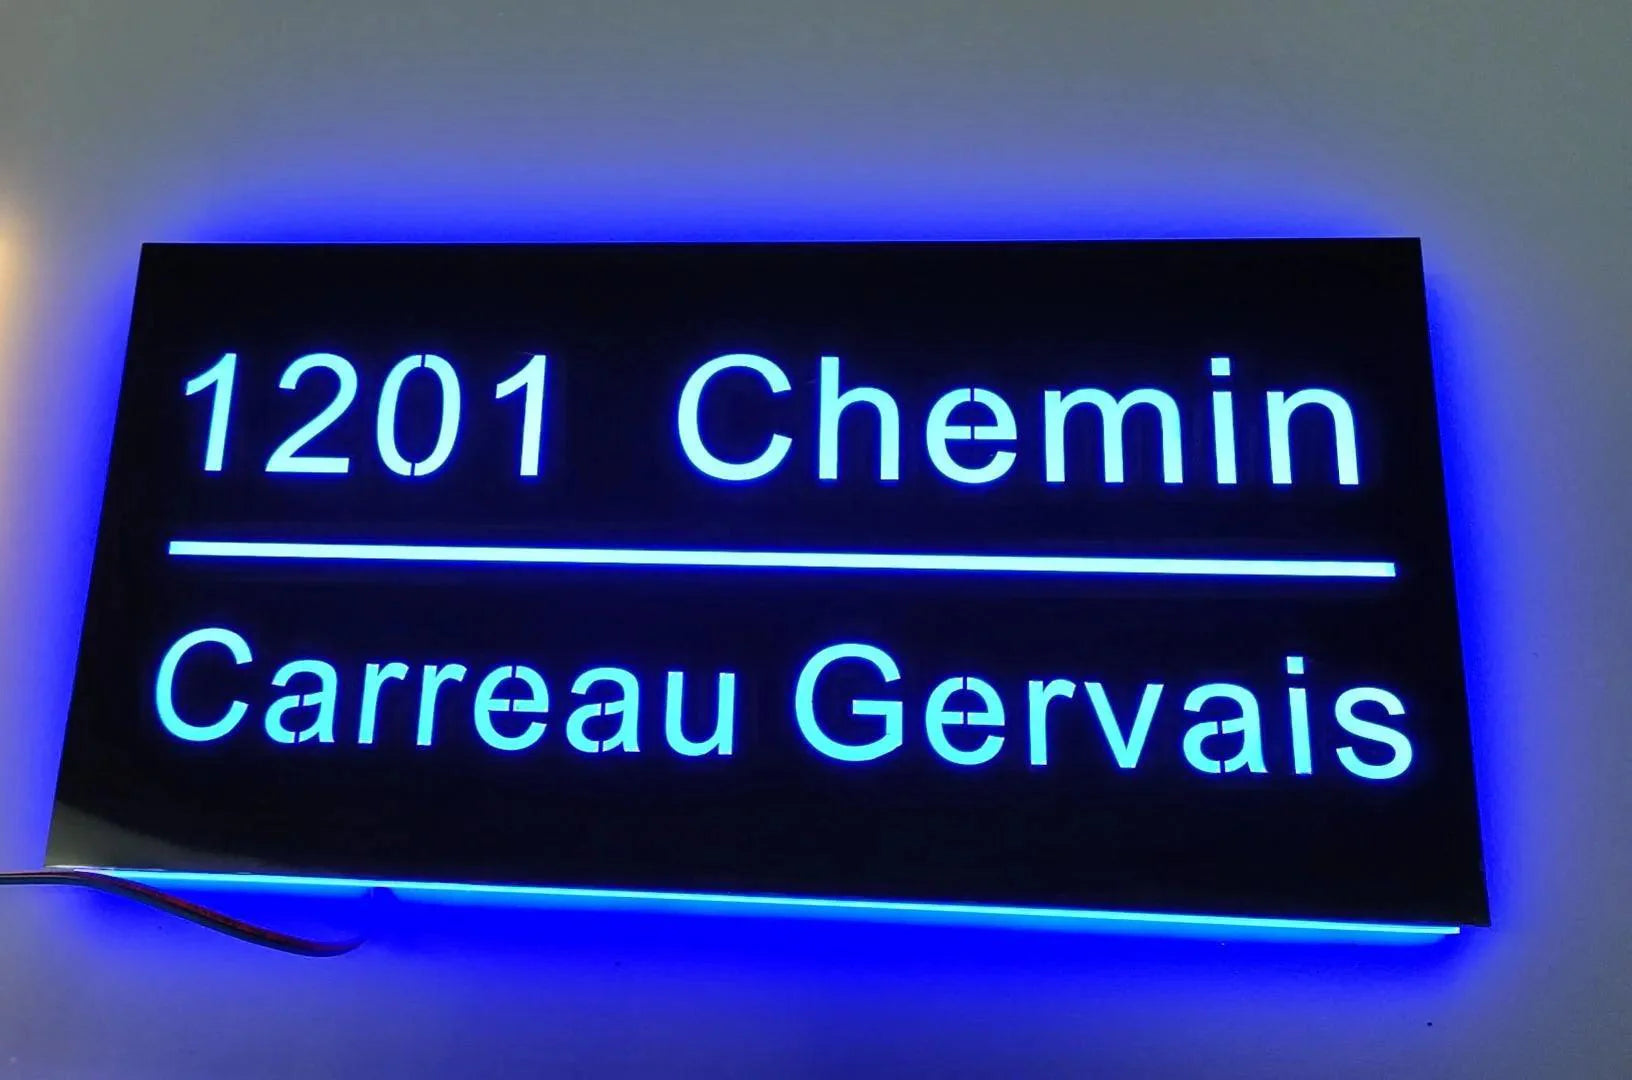 1201 Chemin
Carreau Gervais